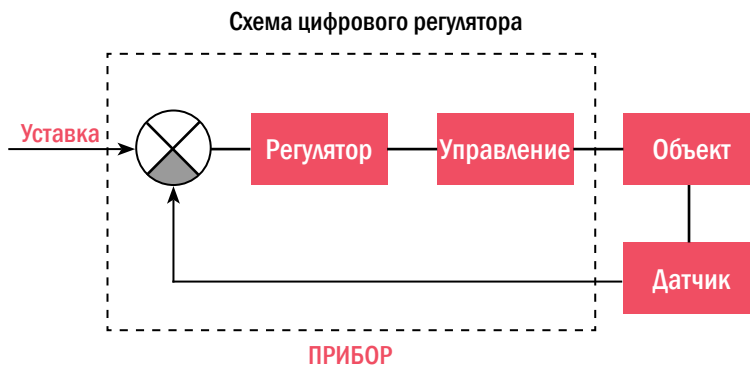 Схема цифрового регулятора
Уставка
Регулятор
Управление
Объект
Датчик
ПРИБОР